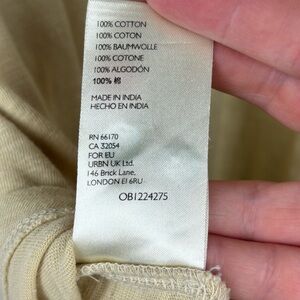 100% COTTON
100% COTON
100% BAUMWOLLE
100% COTONE
100% ALGODÓN
100% 棉
MADE IN INDIA
HECHO EN INDIA
RN 66170
CA 32054
FOR EU
URBN UK Ltd.
146 Brick Lane,
LONDON E1 6RU
OB1224275